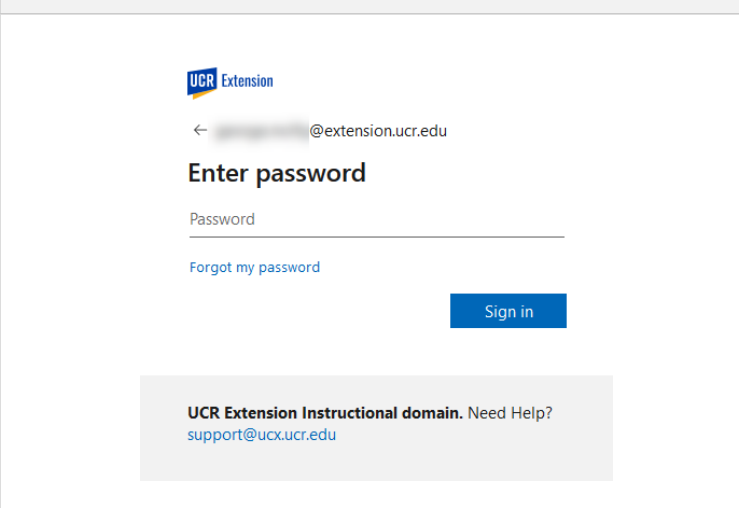 UCR Extension
@extension.ucr.edu
Enter password
Password
Forgot my password
Sign in
UCR Extension Instructional domain. Need Help?
support@ucx.ucr.edu